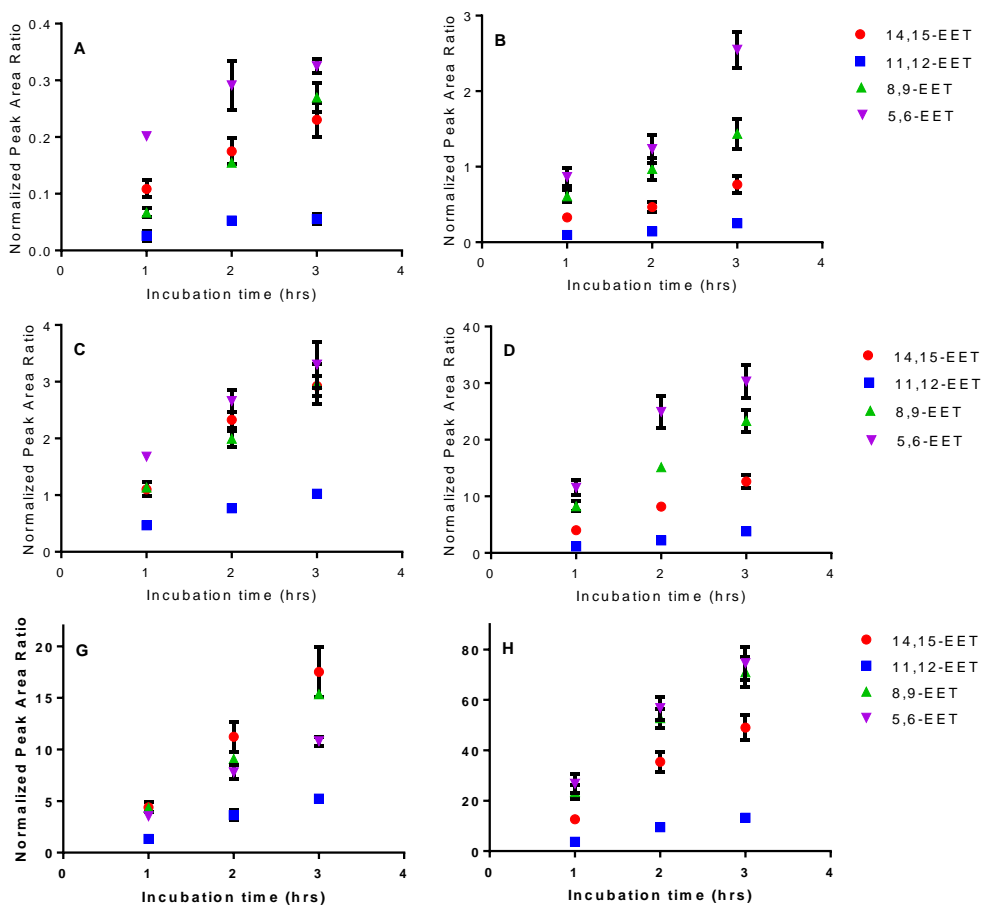 A
Normalized Peak Area Ratio
0.4
0.3
0.2
0.1
0.0
0
1
2
3
4
Incubation time (hrs)
B
Normalized Peak Area Ratio
3
2
1
0
0
1
2
3
4
Incubation time (hrs)
14,15-EET
11,12-EET
8,9-EET
5,6-EET
C
Normalized Peak Area Ratio
4
3
2
1
0
0
1
2
3
4
Incubation time (hrs)
D
Normalized Peak Area Ratio
40
30
20
10
0
0
1
2
3
4
Incubation time (hrs)
14,15-EET
11,12-EET
8,9-EET
5,6-EET
G
Normalized Peak Area Ratio
20
15
10
5
0
0
1
2
3
4
Incubation time (hrs)
H
80
60
40
20
0
0
1
2
3
4
Incubation time (hrs)
14,15-EET
11,12-EET
8,9-EET
5,6-EET